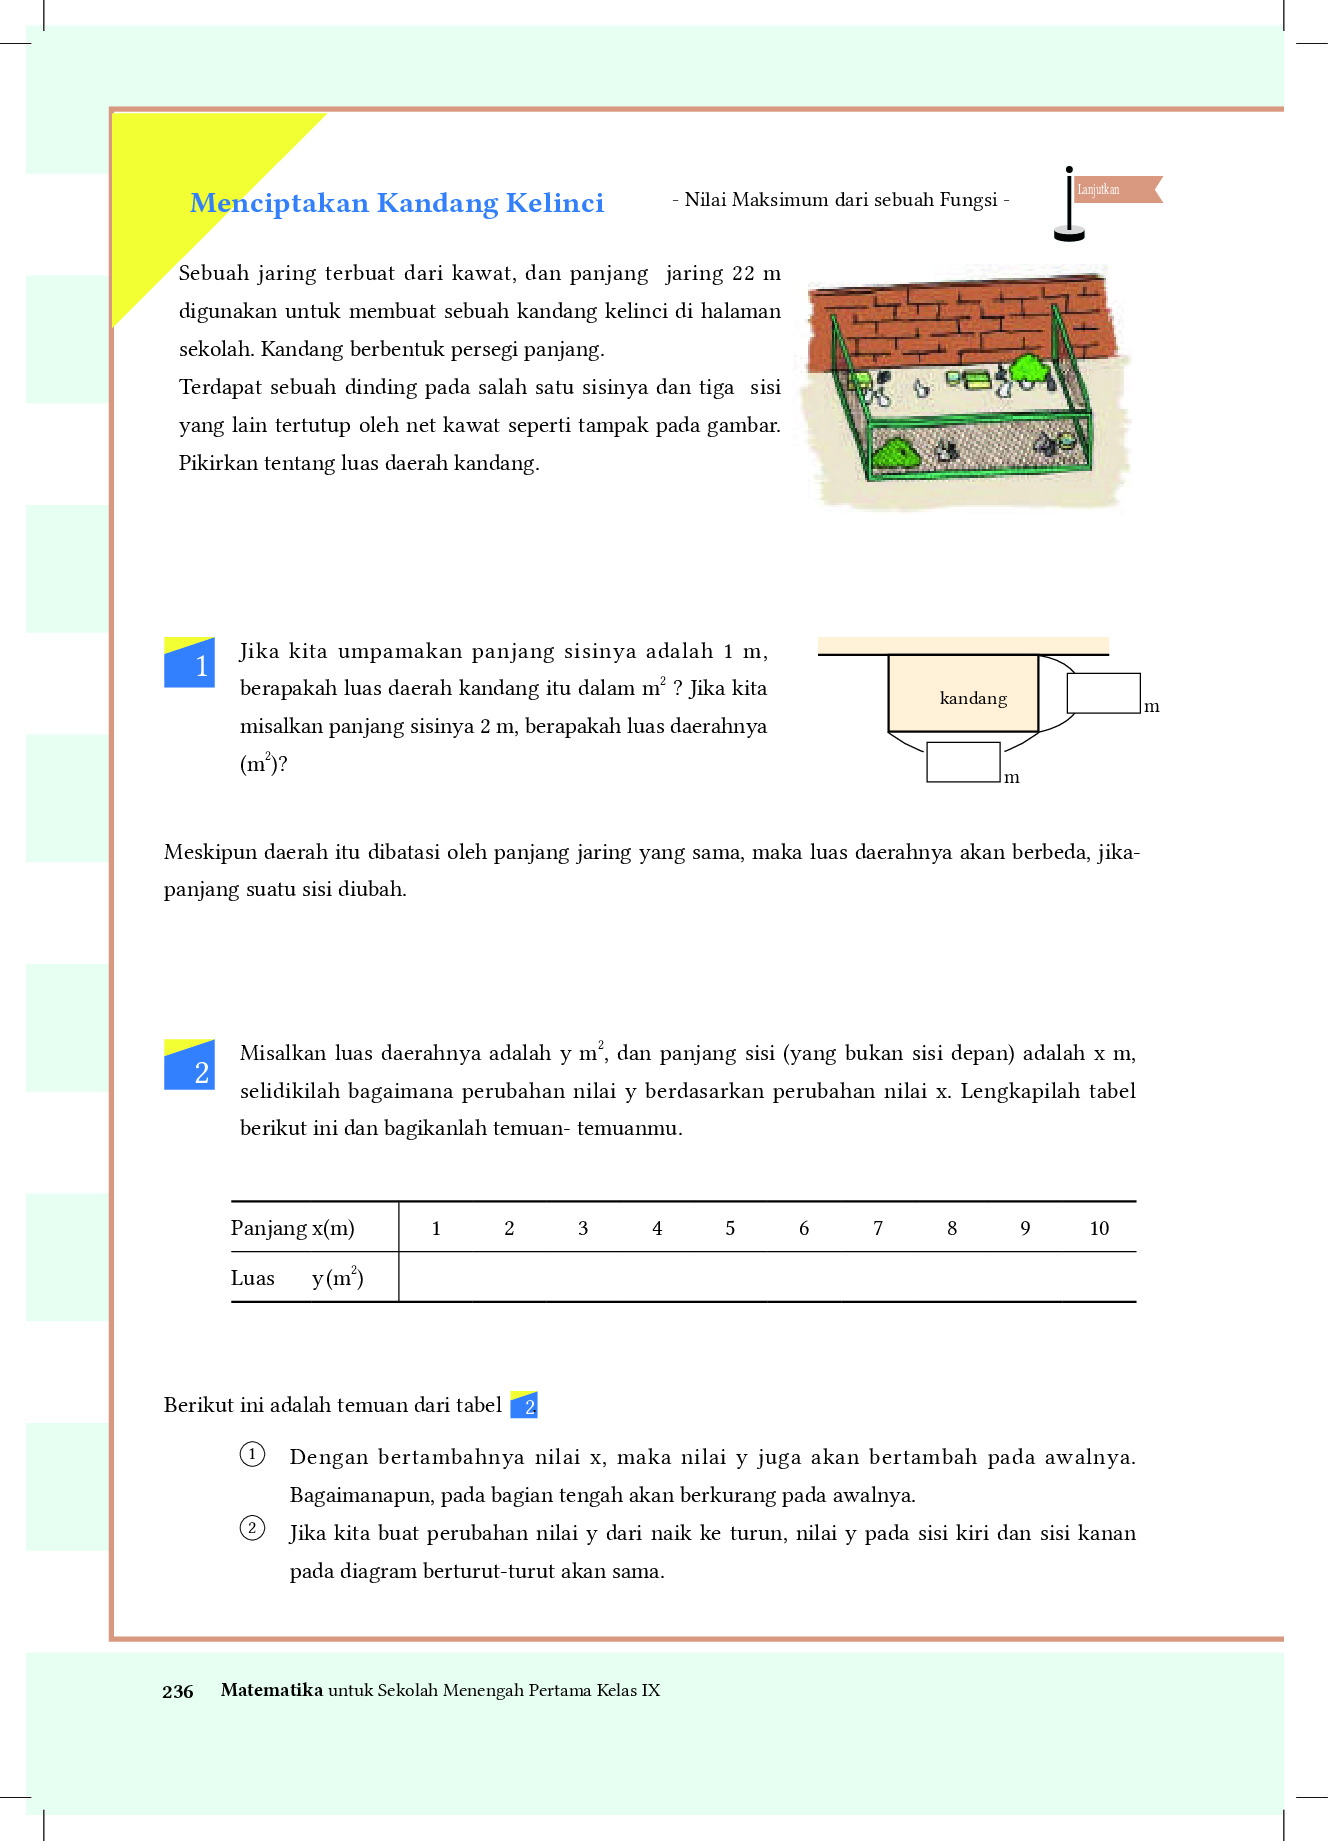 Menciptakan Kandang Kelinci - Nilai Maksimum dari sebuah Fungsi - Lanjutkan
Sebuah jaring terbuat dari kawat, dan panjang jaring 22 m
digunakan untuk membuat sebuah kandang kelinci di halaman
sekolah. Kandang berbentuk persegi panjang.
Terdapat sebuah dinding pada salah satu sisinya dan tiga sisi
yang lain tertutup oleh net kawat seperti tampak pada gambar.
Pikirkan tentang luas daerah kandang.
1
Jika kita umpamakan panjang sisinya adalah 1 m,
berapakah luas daerah kandang itu dalam m² ? Jika kita
misalkan panjang sisinya 2 m, berapakah luas daerahnya
(m²)?
kandang
m
m
Meskipun daerah itu dibatasi oleh panjang jaring yang sama, maka luas daerahnya akan berbeda, jika-
panjang suatu sisi diubah.
2
Misalkan luas daerahnya adalah y m², dan panjang sisi (yang bukan sisi depan) adalah x m,
selidikilah bagaimana perubahan nilai y berdasarkan perubahan nilai x. Lengkapilah tabel
berikut ini dan bagikanlah temuan- temuanmu.
Panjang x(m) 1 2 3 4 5 6 7 8 9 10
Luas y(m²)
Berikut ini adalah temuan dari tabel 2.
① Dengan bertambahnya nilai x, maka nilai y juga akan bertambah pada awalnya.
Bagaimanapun, pada bagian tengah akan berkurang pada awalnya.
② Jika kita buat perubahan nilai y dari naik ke turun, nilai y pada sisi kiri dan sisi kanan
pada diagram berturut-turut akan sama.
236 Matematika untuk Sekolah Menengah Pertama Kelas IX